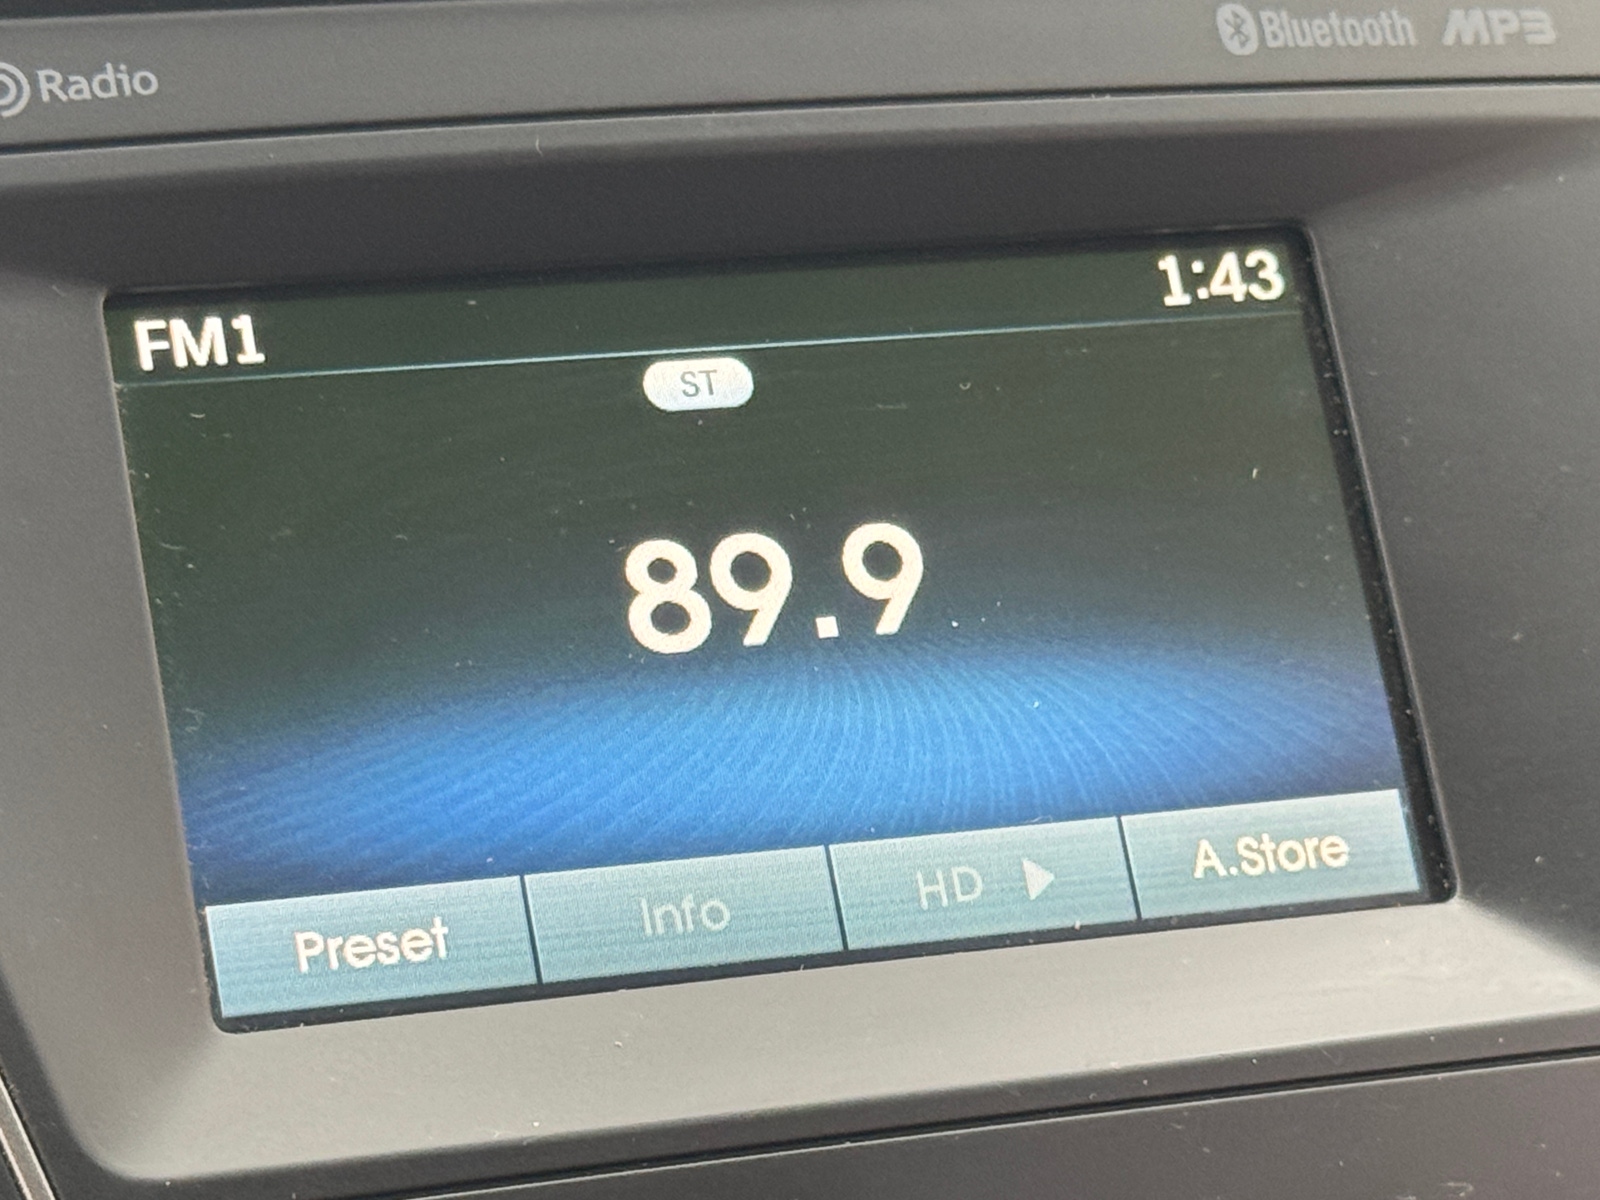 Radio
Bluetooth MP3
FM1 1:43
ST
89.9
Preset Info HD ▶ A.Store